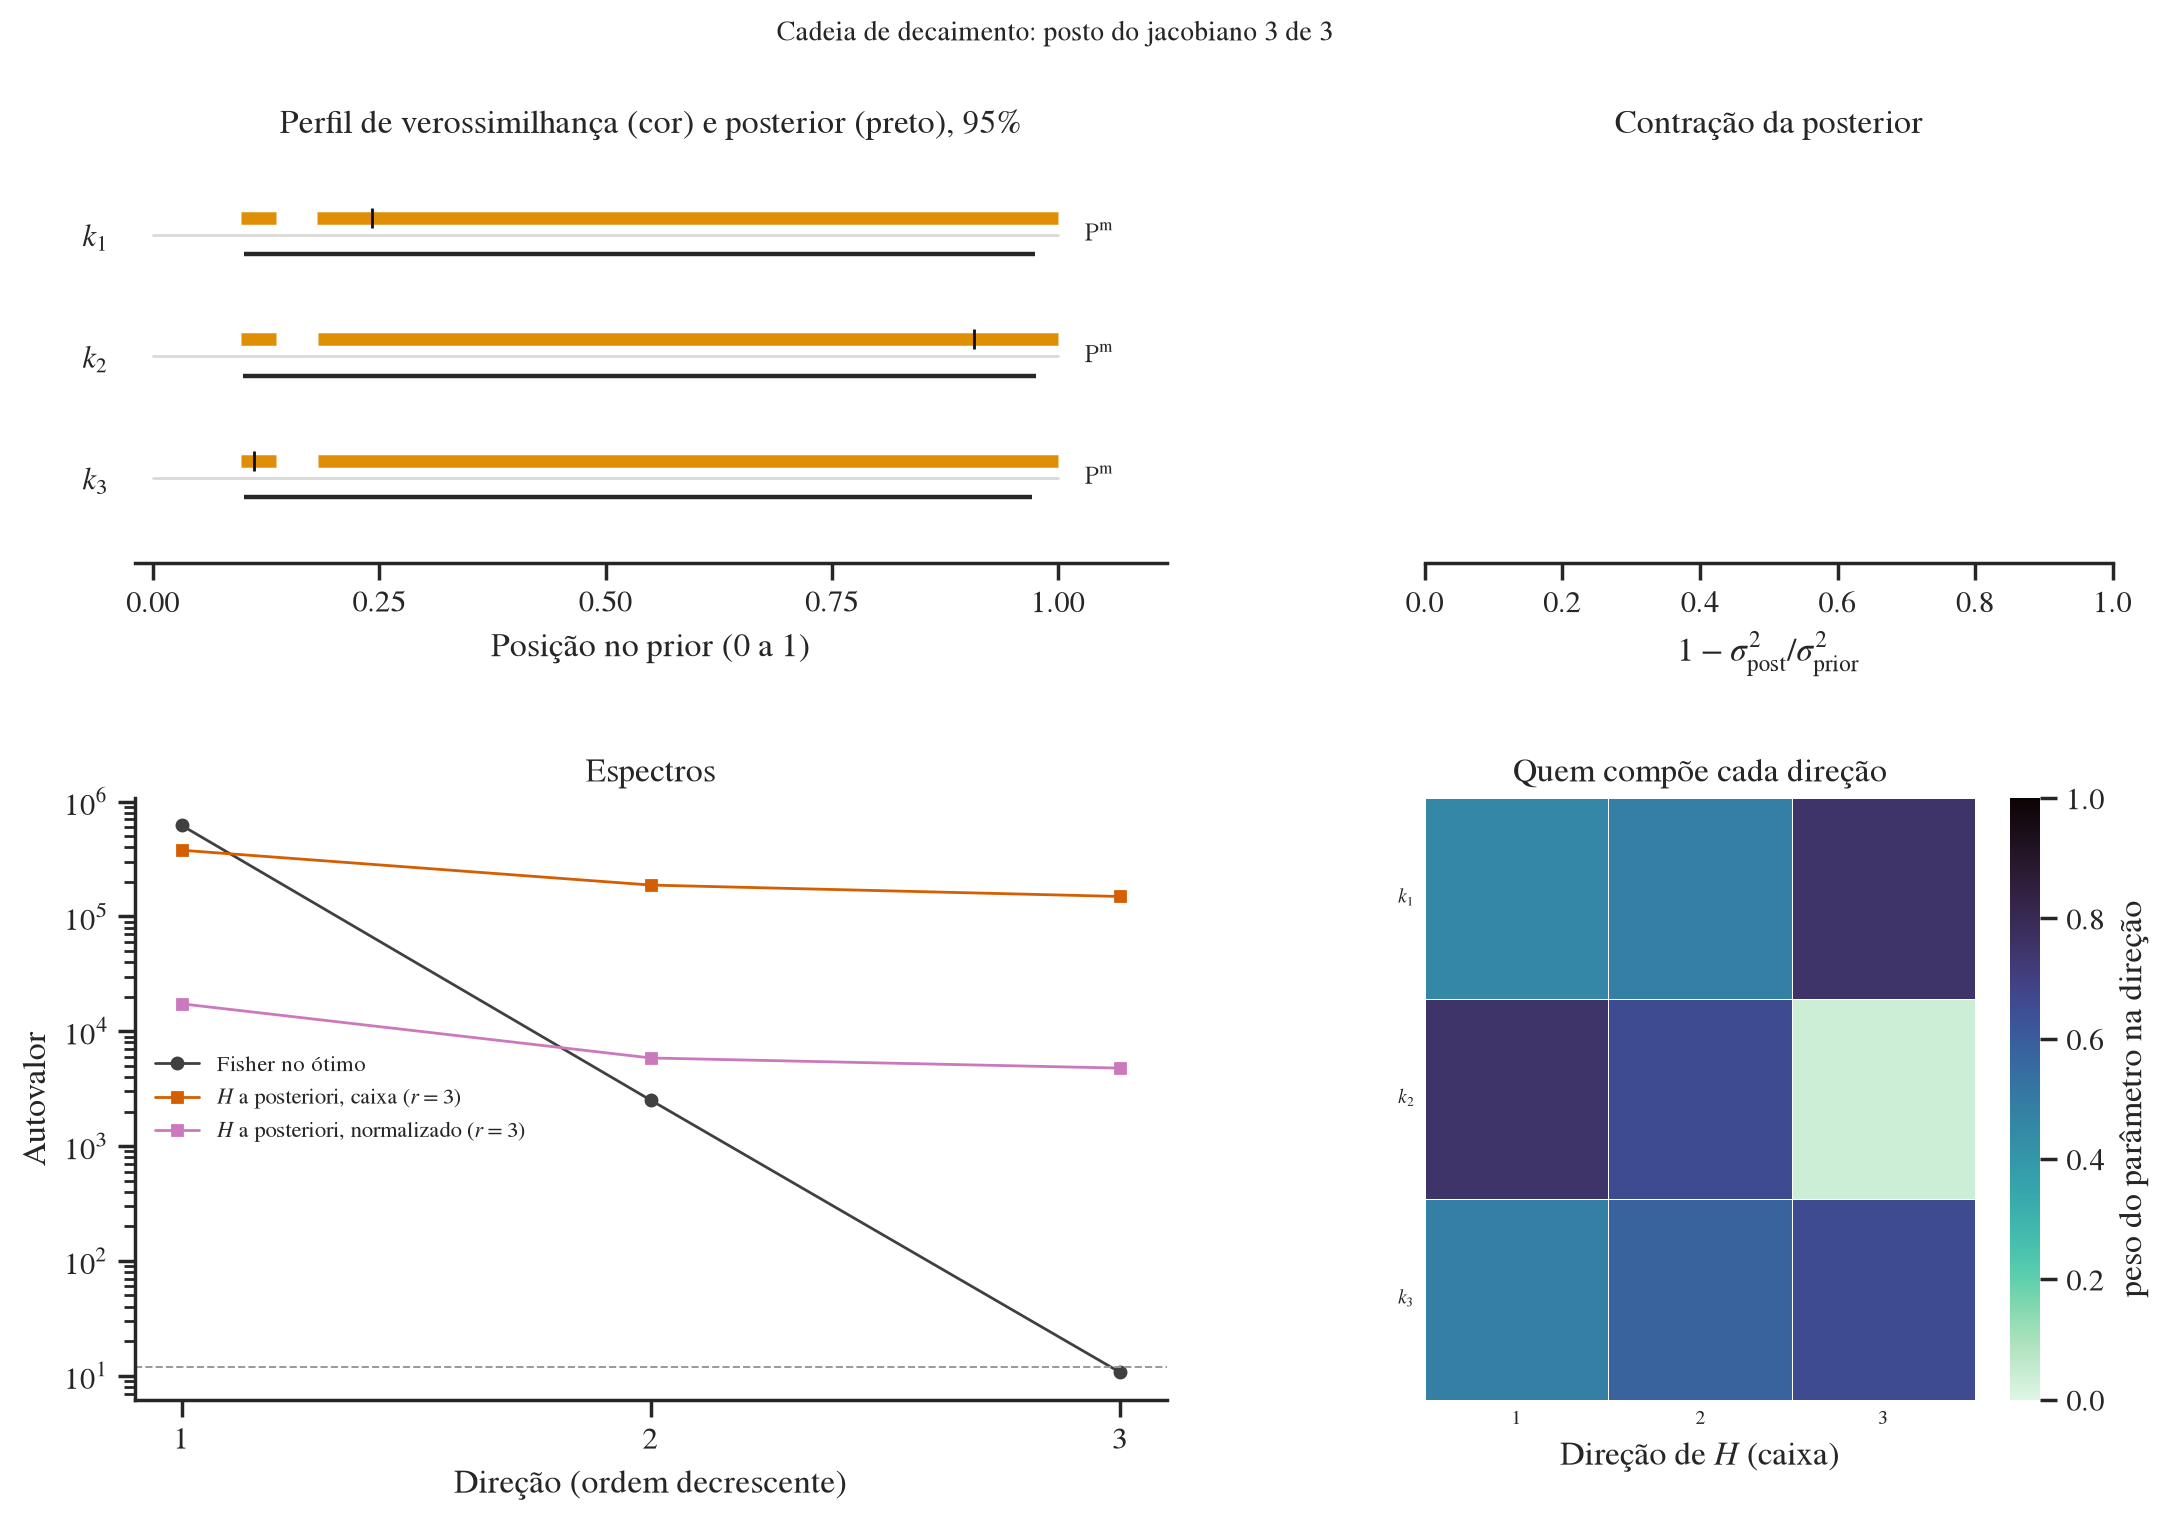 Cadeia de decaimento: posto do jacobiano 3 de 3
Perfil de verossimilhança (cor) e posterior (preto), 95%
k₁
Pᵐ
k₂
Pᵐ
k₃
Pᵐ
0.00 0.25 0.50 0.75 1.00
Posição no prior (0 a 1)
Contração da posterior
0.0 0.2 0.4 0.6 0.8 1.0
1 − σ²post/σ²prior
Espectros
10⁶
10⁵
10⁴
10³
10²
10¹
Autovalor
Fisher no ótimo
H a posteriori, caixa (r = 3)
H a posteriori, normalizado (r = 3)
1 2 3
Direção (ordem decrescente)
Quem compõe cada direção
k₁
k₂
k₃
1 2 3
Direção de H (caixa)
1.0
0.8
0.6
0.4
0.2
0.0
peso do parâmetro na direção